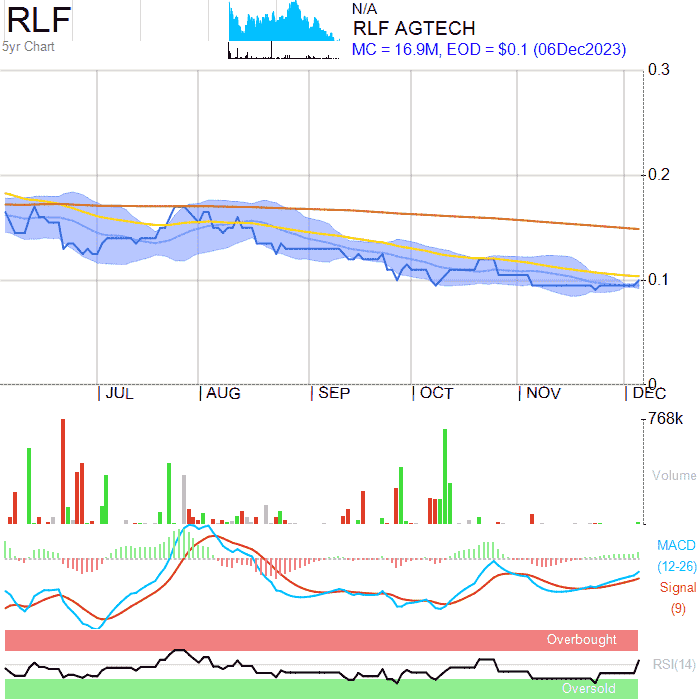 RLF
5yr Chart
N/A
RLF AGTECH
MC = 16.9M, EOD = $0.1 (06Dec2023)
0.3
0.2
0.1
0
JUL
AUG
SEP
OCT
NOV
DEC
768k
Volume
MACD
(12-26)
Signal
(9)
Overbought
RSI(14)
Oversold